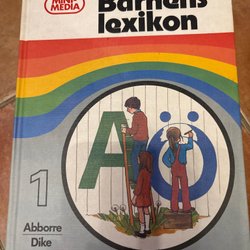 MINI-
MEDIA
Barnens
lexikon
A Ö
1
Abborre
Dike